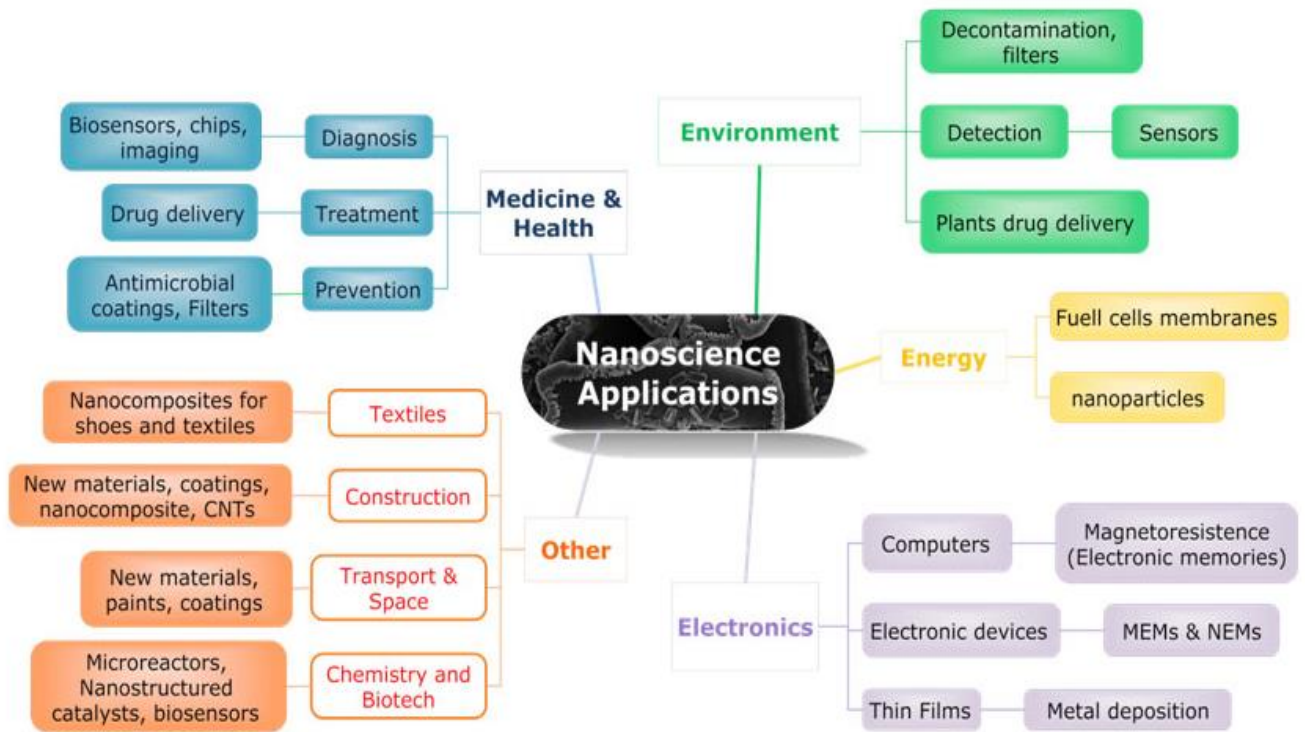 Nanoscience
Applications
Medicine &
Health
Diagnosis
Biosensors, chips,
imaging
Treatment
Drug delivery
Prevention
Antimicrobial
coatings, Filters
Environment
Decontamination,
filters
Detection
Sensors
Plants drug delivery
Energy
Fuell cells membranes
nanoparticles
Other
Textiles
Nanocomposites for
shoes and textiles
Construction
New materials, coatings,
nanocomposite, CNTs
Transport &
Space
New materials,
paints, coatings
Chemistry and
Biotech
Microreactors,
Nanostructured
catalysts, biosensors
Electronics
Computers
Magnetoresistence
(Electronic memories)
Electronic devices
MEMs & NEMs
Thin Films
Metal deposition